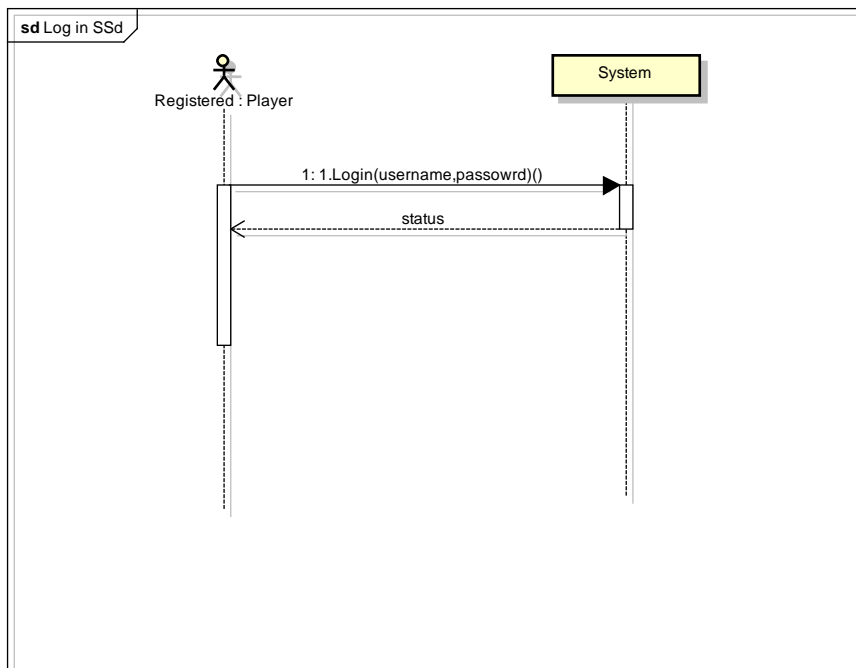 sd Log in SSd
System
Registered : Player
1: 1.Login(username,passowrd)()
status